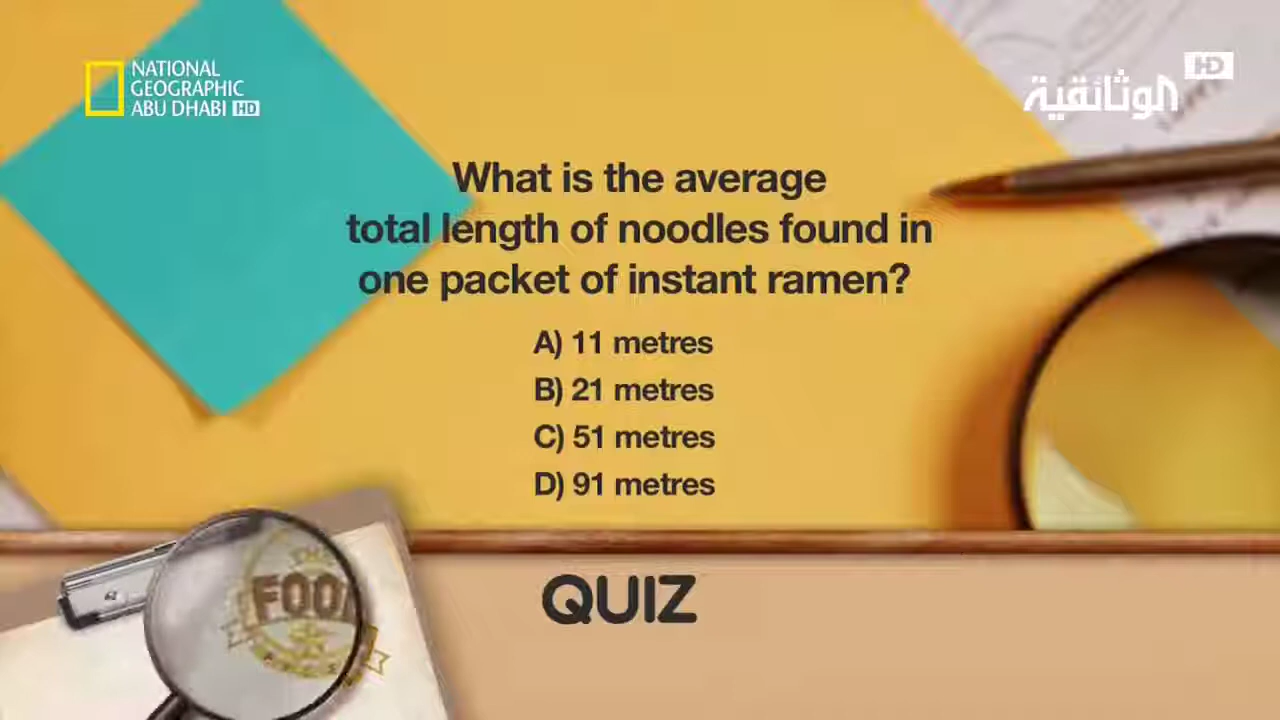 NATIONAL
GEOGRAPHIC
ABU DHABI HD
HD
الوثائقية
What is the average
total length of noodles found in
one packet of instant ramen?
A) 11 metres
B) 21 metres
C) 51 metres
D) 91 metres
THE
FOOD
QUIZ